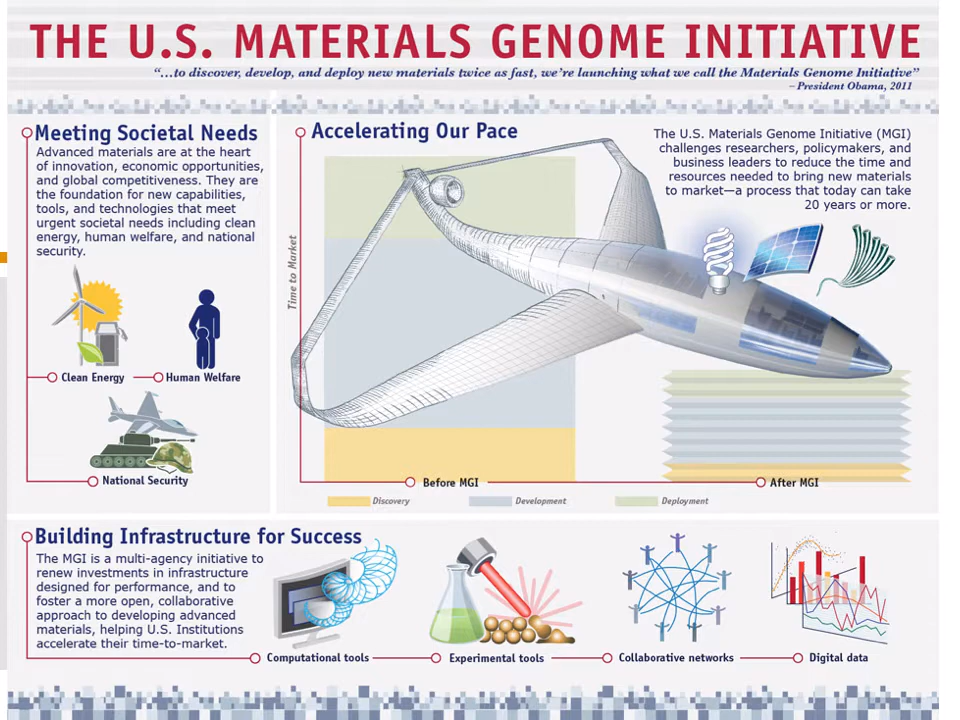 THE U.S. MATERIALS GENOME INITIATIVE
“...to discover, develop, and deploy new materials twice as fast, we’re launching what we call the Materials Genome Initiative”
– President Obama, 2011
Meeting Societal Needs
Advanced materials are at the heart
of innovation, economic opportunities,
and global competitiveness. They are
the foundation for new capabilities,
tools, and technologies that meet
urgent societal needs including clean
energy, human welfare, and national
security.
Clean Energy
Human Welfare
National Security
Accelerating Our Pace
The U.S. Materials Genome Initiative (MGI)
challenges researchers, policymakers, and
business leaders to reduce the time and
resources needed to bring new materials
to market—a process that today can take
20 years or more.
Time to Market
Before MGI
After MGI
Discovery
Development
Deployment
Building Infrastructure for Success
The MGI is a multi-agency initiative to
renew investments in infrastructure
designed for performance, and to
foster a more open, collaborative
approach to developing advanced
materials, helping U.S. Institutions
accelerate their time-to-market.
Computational tools
Experimental tools
Collaborative networks
Digital data